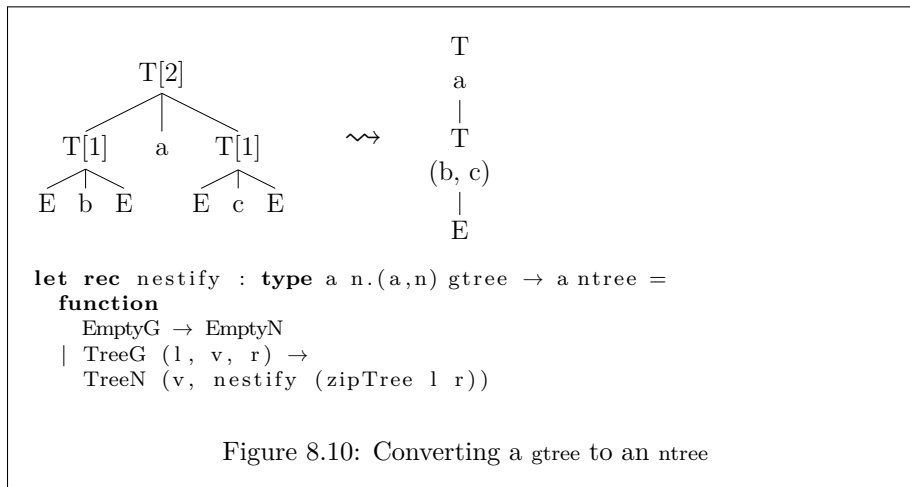 T[2]
T[1] a T[1]
E b E E c E
⇝
T
a
|
T
(b, c)
|
E
let rec nestify : type a n.(a,n) gtree → a ntree =
function
EmptyG → EmptyN
| TreeG (l, v, r) →
TreeN (v, nestify (zipTree l r))
Figure 8.10: Converting a gtree to an ntree